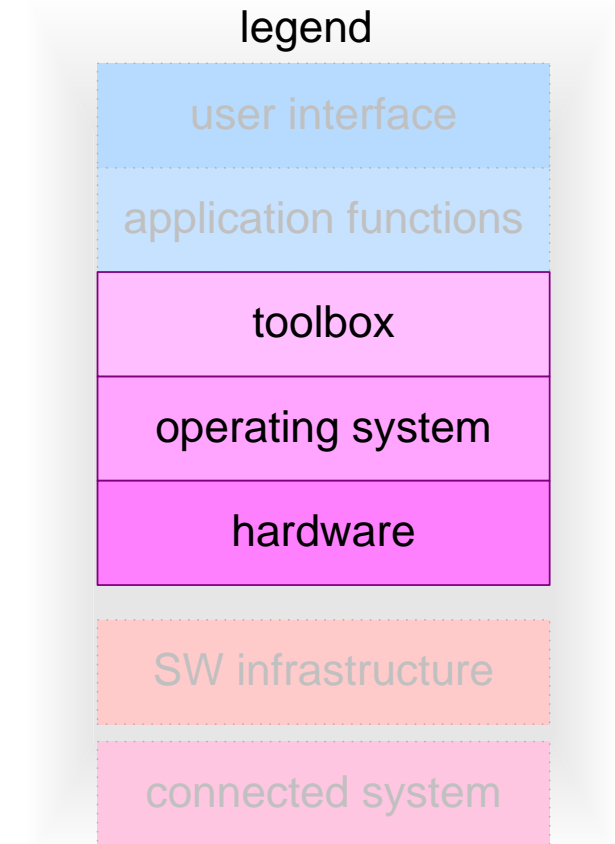 legend
user interface
application functions
toolbox
operating system
hardware
SW infrastructure
connected system